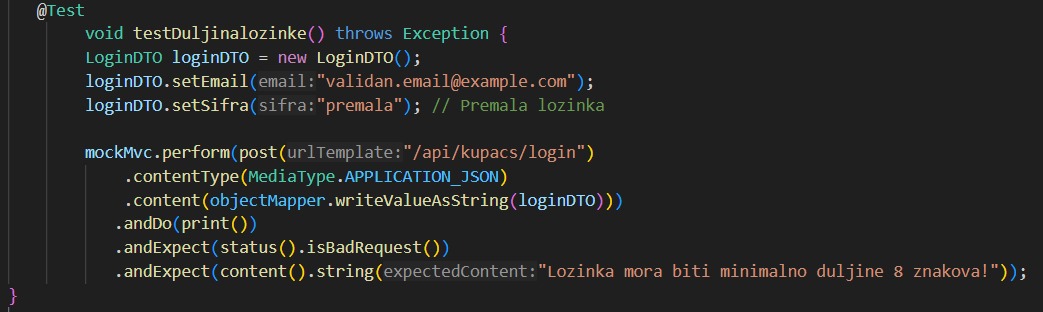 @Test
void testDuljinalozinke() throws Exception {
LoginDTO loginDTO = new LoginDTO();
loginDTO.setEmail(email:"validan.email@example.com");
loginDTO.setSifra(sifra:"premala"); // Premala lozinka
mockMvc.perform(post(urlTemplate:"/api/kupacs/login")
.contentType(MediaType.APPLICATION_JSON)
.content(objectMapper.writeValueAsString(loginDTO)))
.andDo(print())
.andExpect(status().isBadRequest())
.andExpect(content().string(expectedContent:"Lozinka mora biti minimalno duljine 8 znakova!"));
}